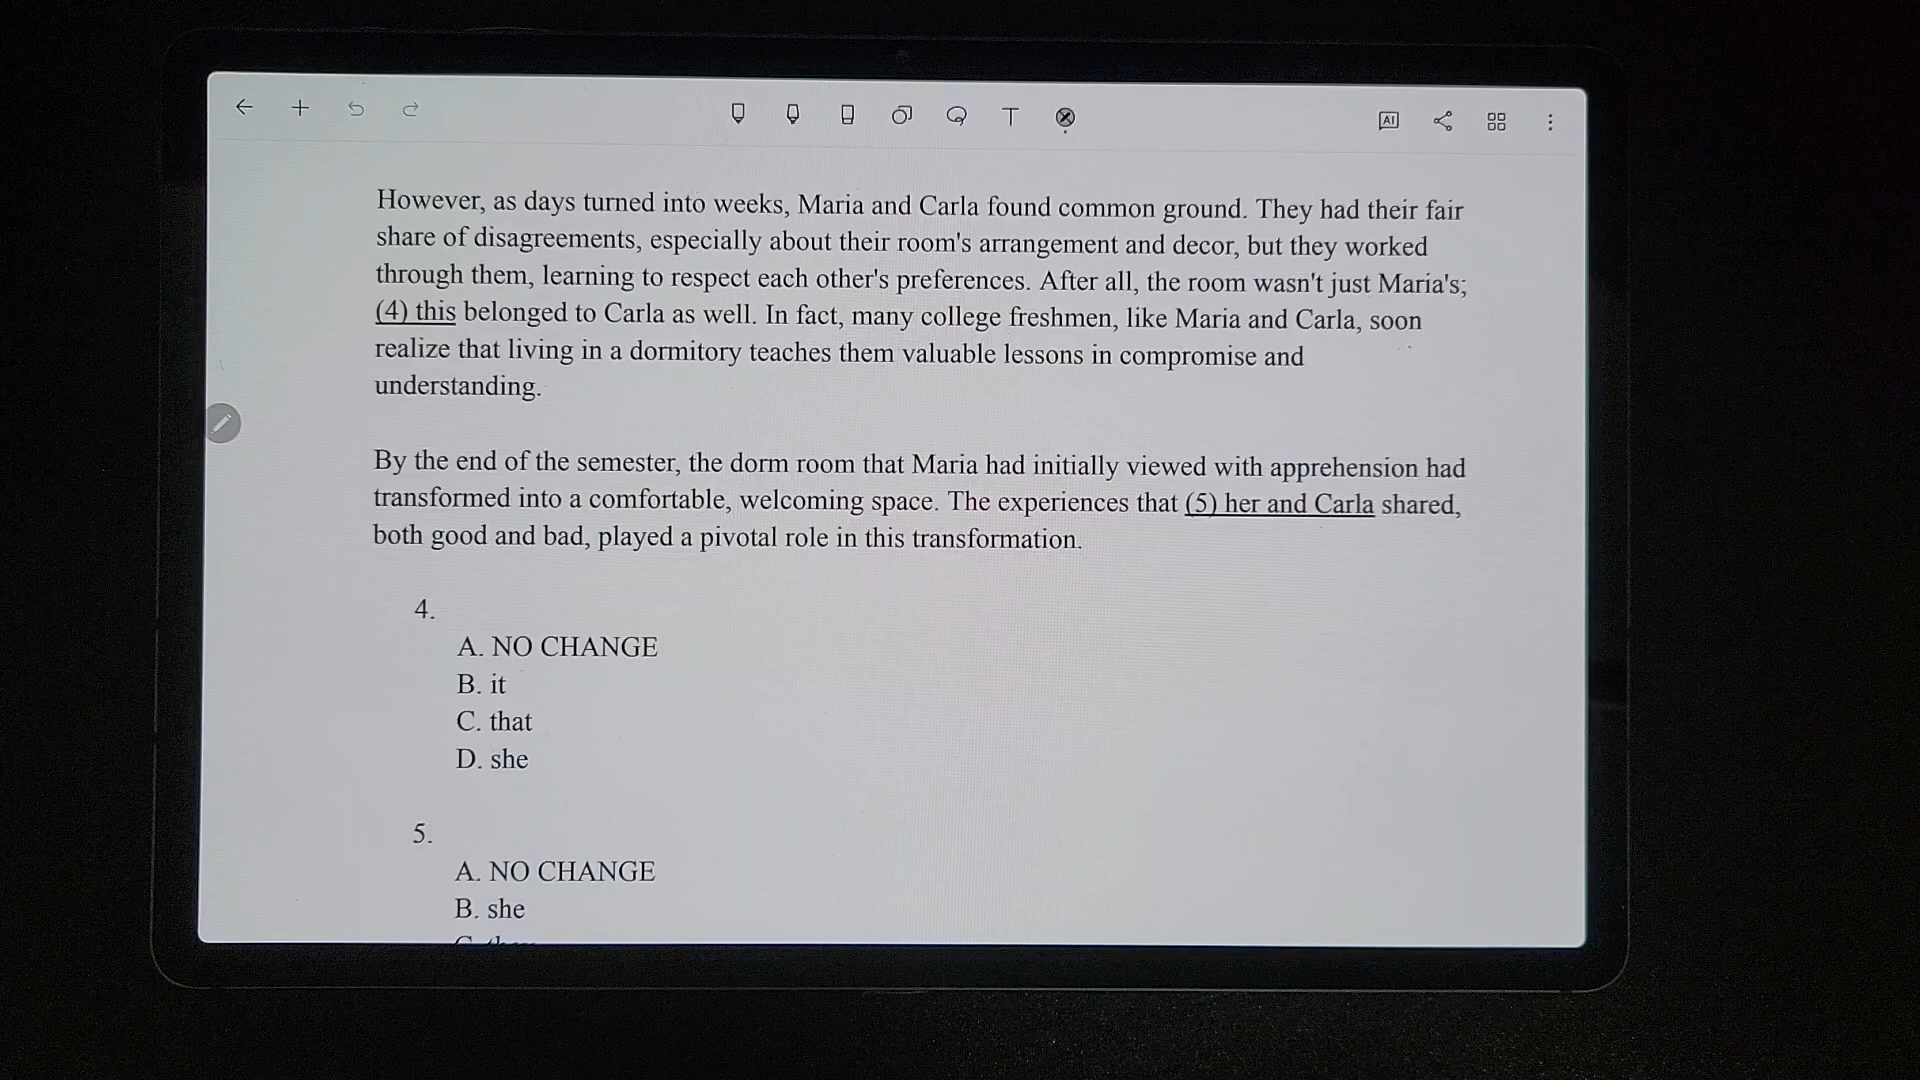 However, as days turned into weeks, Maria and Carla found common ground. They had their fair
share of disagreements, especially about their room's arrangement and decor, but they worked
through them, learning to respect each other's preferences. After all, the room wasn't just Maria's;
(4) this belonged to Carla as well. In fact, many college freshmen, like Maria and Carla, soon
realize that living in a dormitory teaches them valuable lessons in compromise and
understanding.
By the end of the semester, the dorm room that Maria had initially viewed with apprehension had
transformed into a comfortable, welcoming space. The experiences that (5) her and Carla shared,
both good and bad, played a pivotal role in this transformation.
4.
A. NO CHANGE
B. it
C. that
D. she
5.
A. NO CHANGE
B. she